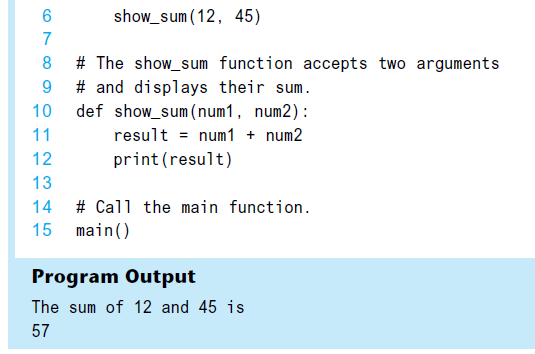 6 show_sum(12, 45)
7
8 # The show_sum function accepts two arguments
9 # and displays their sum.
10 def show_sum(num1, num2):
11 result = num1 + num2
12 print(result)
13
14 # Call the main function.
15 main()
Program Output
The sum of 12 and 45 is
57